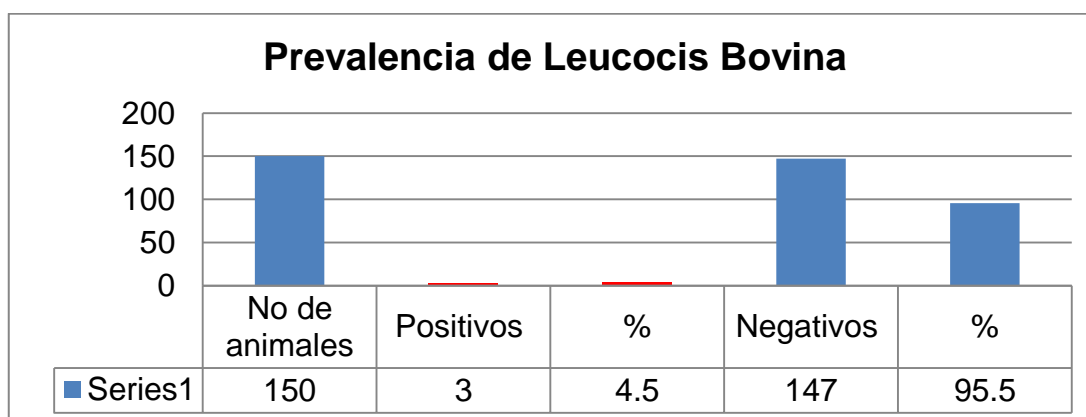 Prevalencia de Leucocis Bovina
200
150
100
50
0
No de animales Positivos % Negativos %
Series1 150 3 4.5 147 95.5